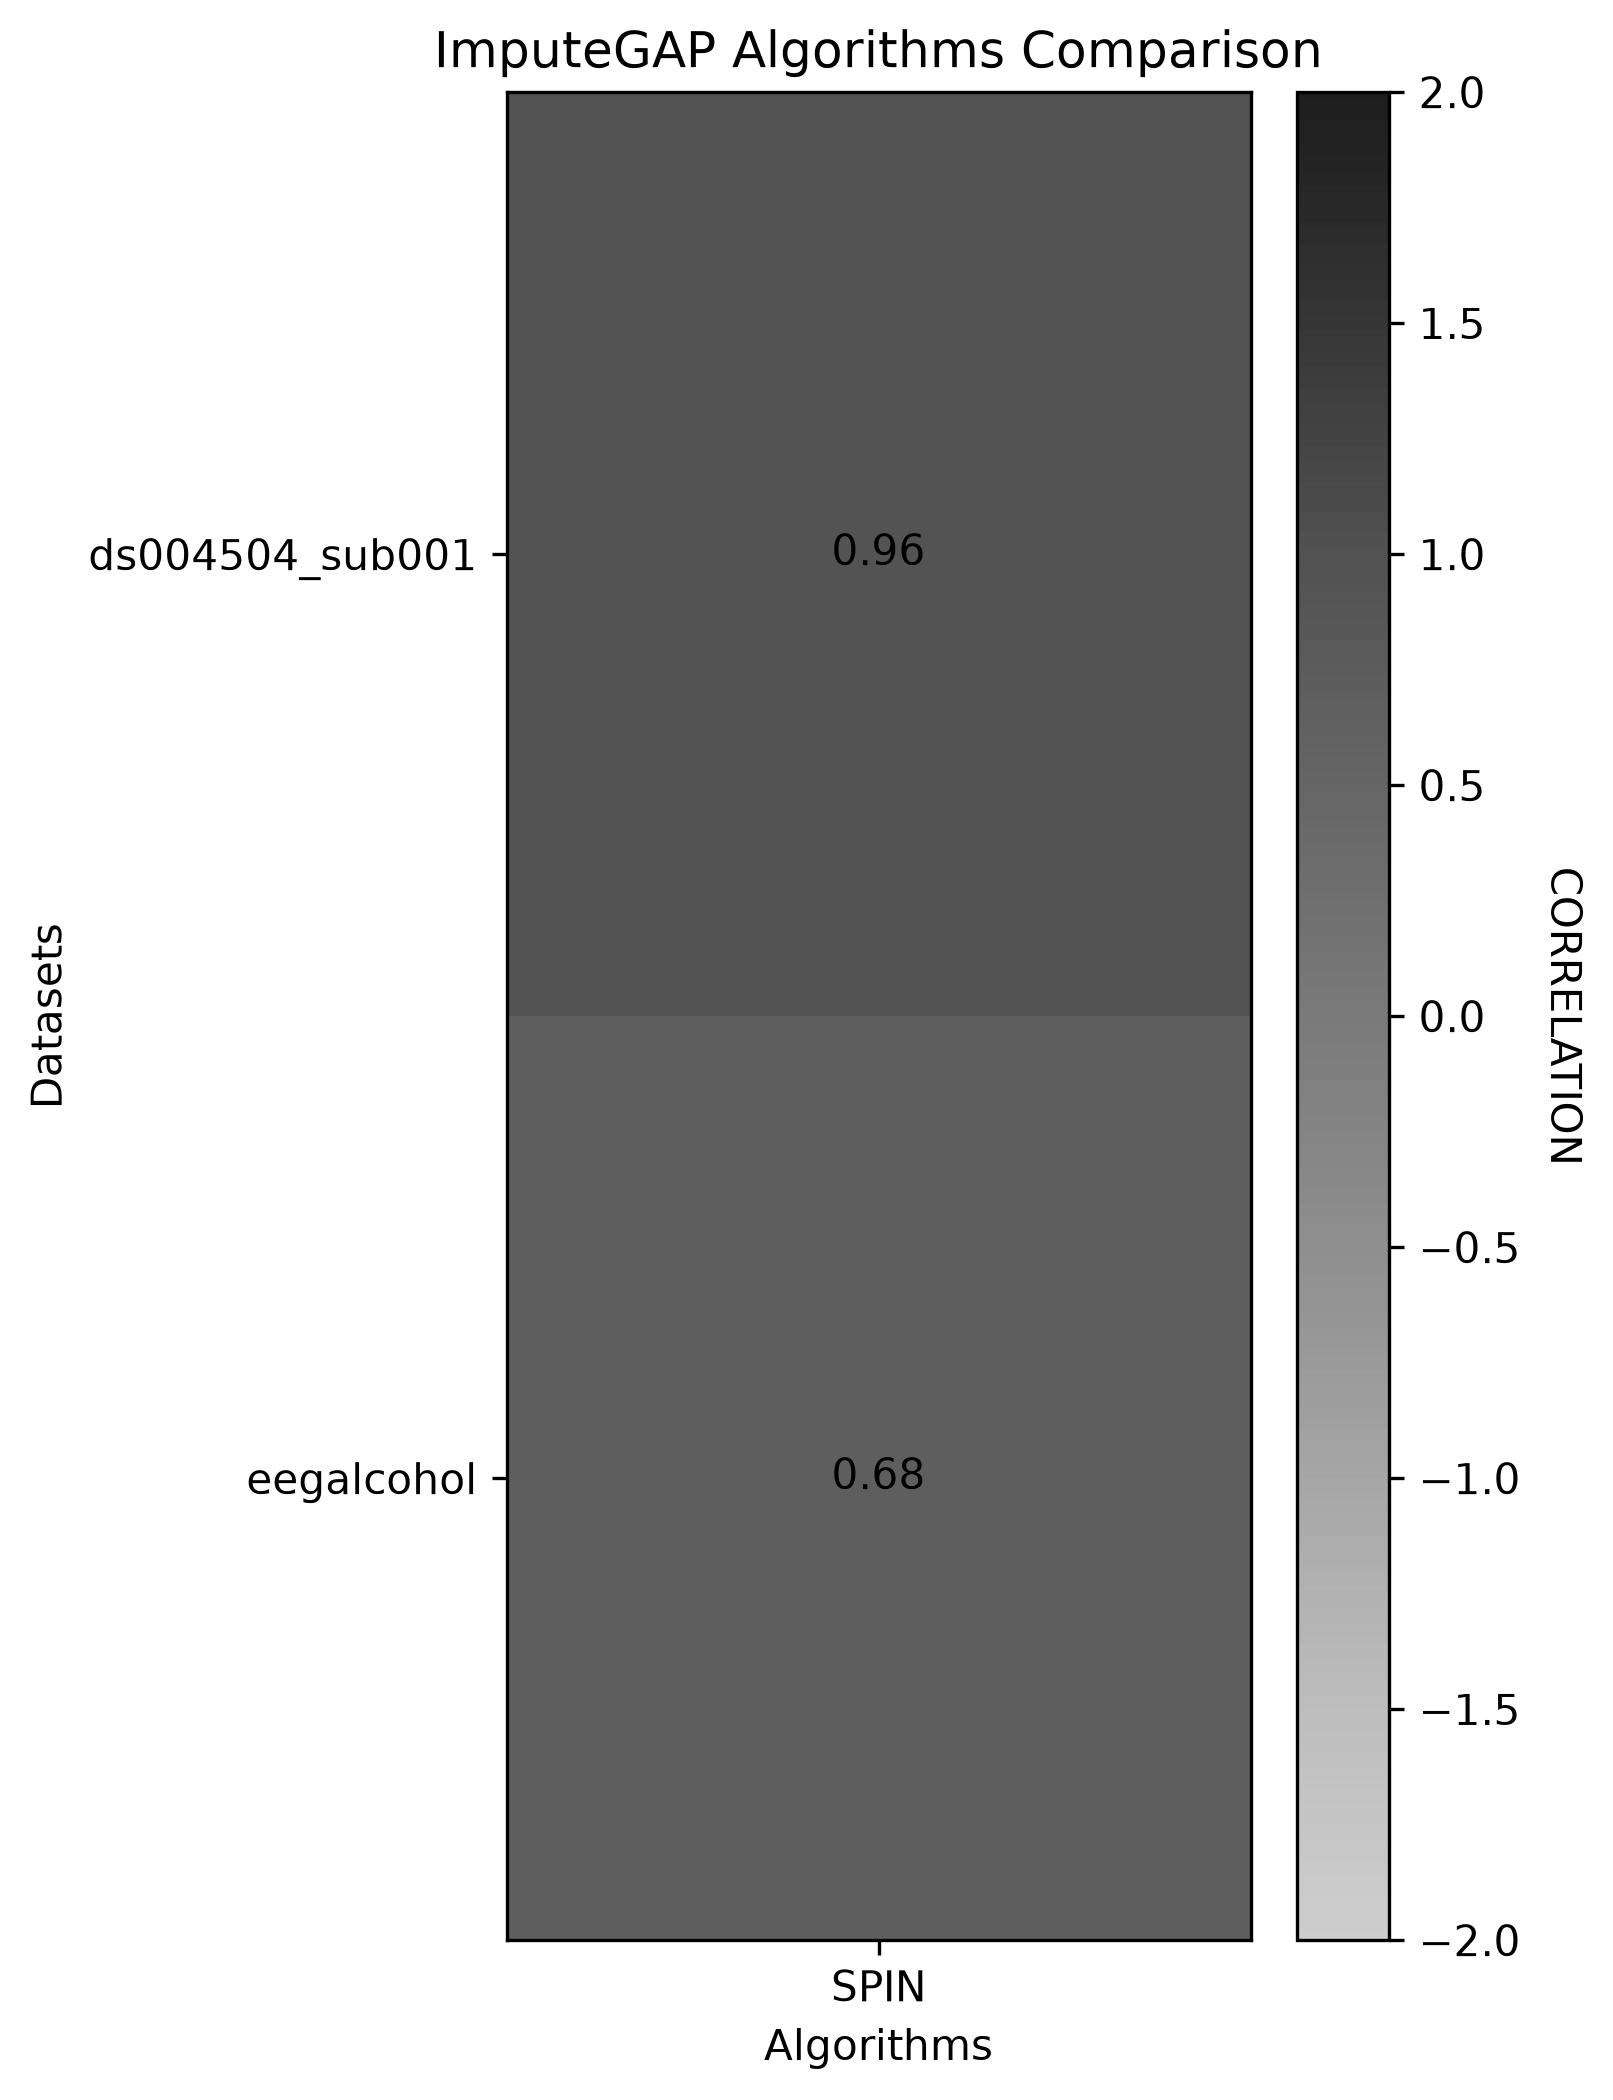 ImputeGAP Algorithms Comparison
Datasets
ds004504_sub001
eegalcohol
0.96
0.68
SPIN
Algorithms
2.0
1.5
1.0
0.5
0.0
−0.5
−1.0
−1.5
−2.0
CORRELATION